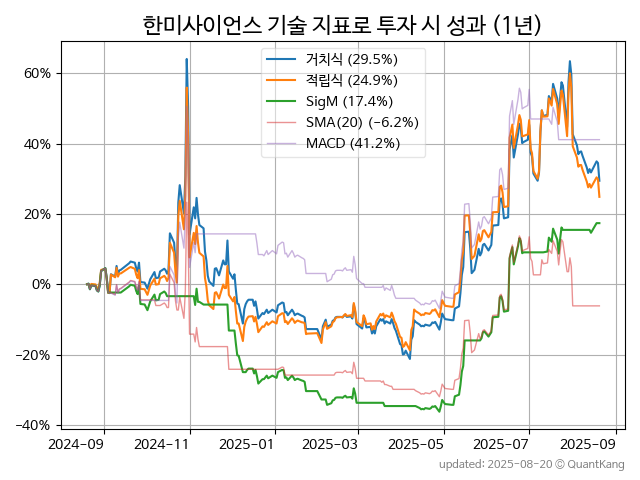 한미사이언스 기술 지표로 투자 시 성과 (1년)
거치식 (29.5%)
적립식 (24.9%)
SigM (17.4%)
SMA(20) (−6.2%)
MACD (41.2%)
60%
40%
20%
0%
−20%
−40%
2024-09 2024-11 2025-01 2025-03 2025-05 2025-07 2025-09
updated: 2025-08-20 © QuantKang